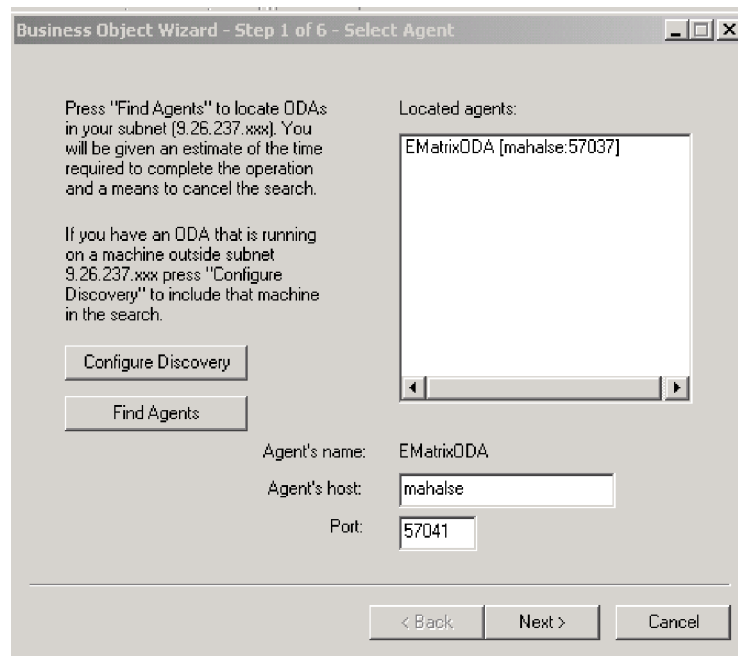 Business Object Wizard - Step 1 of 6 - Select Agent
Press "Find Agents" to locate ODAs
in your subnet (9.26.237.xxx). You
will be given an estimate of the time
required to complete the operation
and a means to cancel the search.
If you have an ODA that is running
on a machine outside subnet
9.26.237.xxx press "Configure
Discovery" to include that machine
in the search.
Configure Discovery
Find Agents
Located agents:
EMatrixODA [mahalse:57037]
Agent's name: EMatrixODA
Agent's host: mahalse
Port: 57041
< Back Next > Cancel